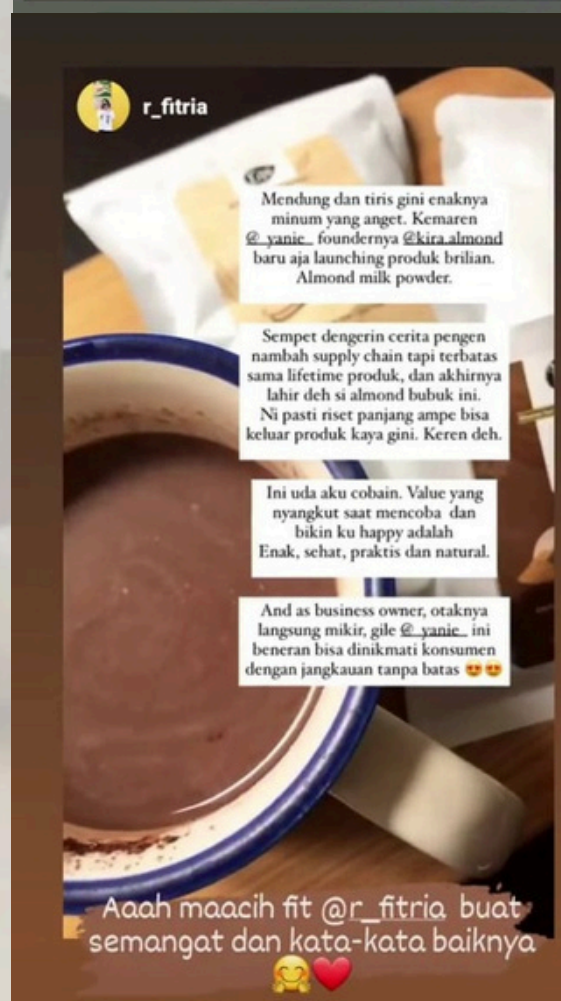 r_fitria
Mendung dan tiris gini enaknya
minum yang anget. Kemaren
@_yanie_ foundernya @kira.almond
baru aja launching produk brilian.
Almond milk powder.
Sempet dengerin cerita pengen
nambah supply chain tapi terbatas
sama lifetime produk, dan akhirnya
lahir deh si almond bubuk ini.
Ni pasti riset panjang ampe bisa
keluar produk kaya gini. Keren deh.
Ini uda aku cobain. Value yang
nyangkut saat mencoba dan
bikin ku happy adalah
Enak, sehat, praktis dan natural.
And as business owner, otaknya
langsung mikir, gile @_yanie_ ini
beneran bisa dinikmati konsumen
dengan jangkauan tanpa batas 😍😍
Aaah maacih fit @r_fitria buat
semangat dan kata-kata baiknya
🤗❤️